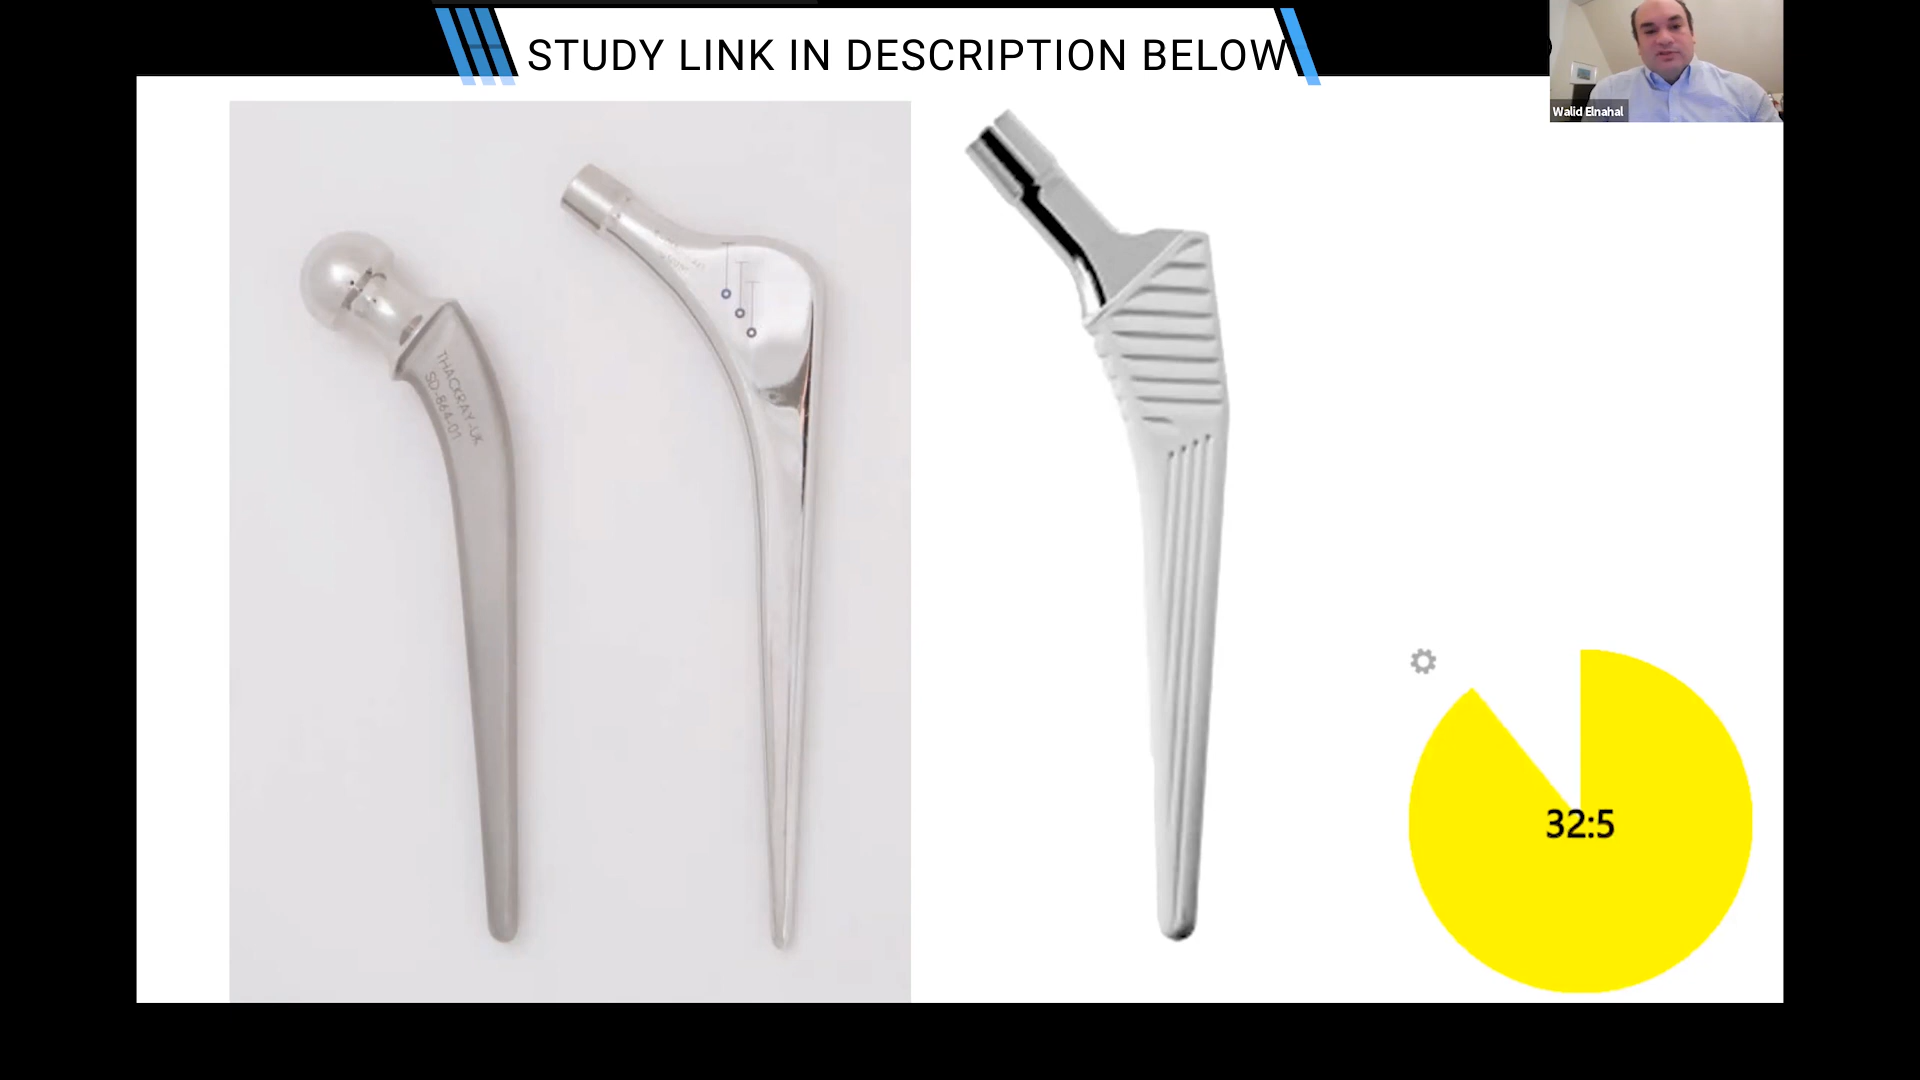 STUDY LINK IN DESCRIPTION BELOW
Walid Elnahal
THACKRAY-UK
SD-864-01
32:5